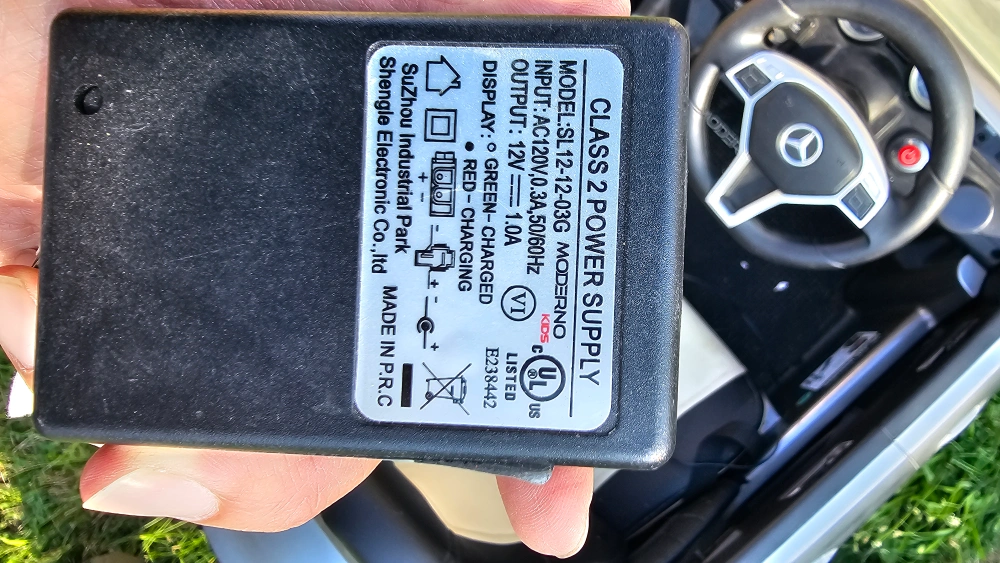 CLASS 2 POWER SUPPLY
MODEL:SL12-12-03G MODERNO
KIDS
INPUT: AC120V,0.3A,50/60Hz
OUTPUT: 12V⎓1.0A
VI
C UL US
®
LISTED
E238442
DISPLAY: ○ GREEN-CHARGED
● RED-CHARGING
+ - - + - +
SuZhou Industrial Park
Shengle Electronic Co.,ltd MADE IN P.R.C